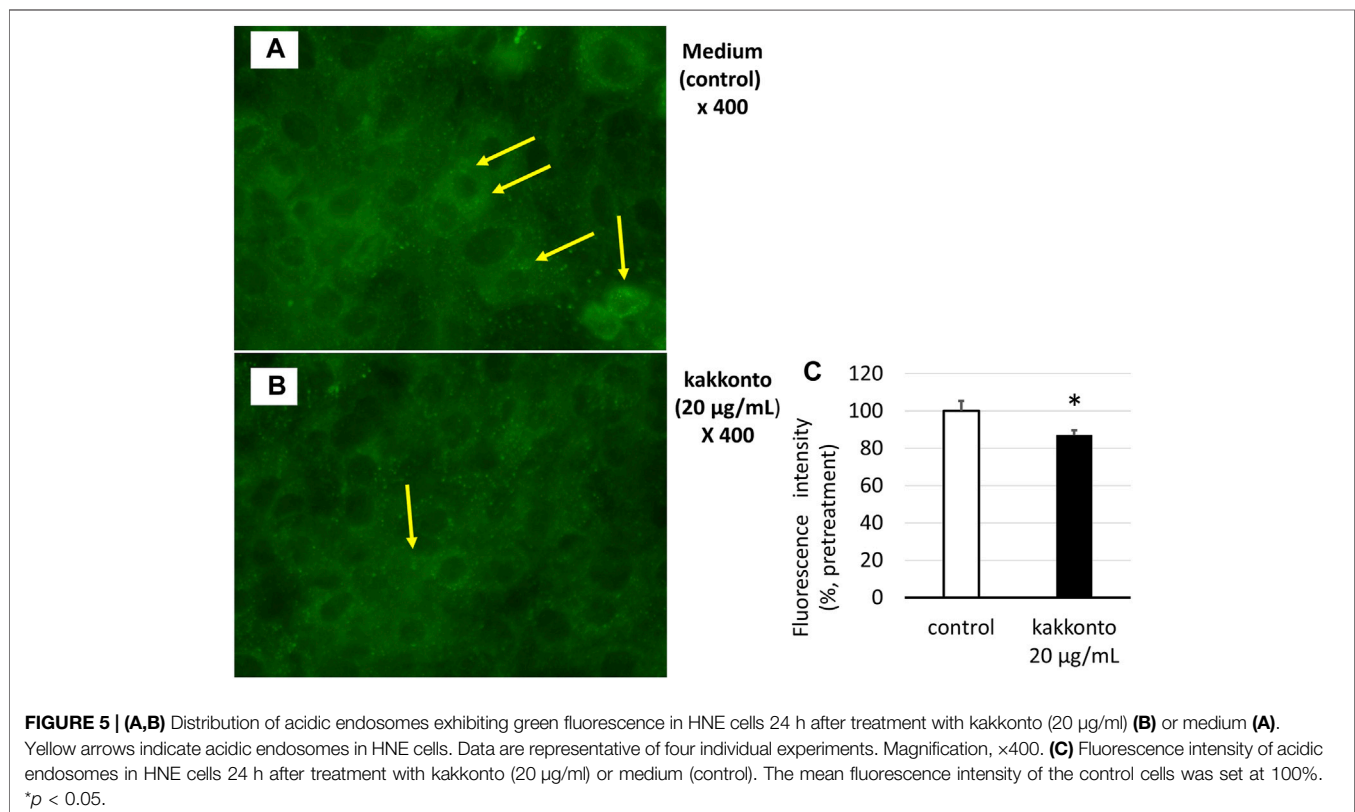 A
Medium
(control)
x 400
B
kakkonto
(20 µg/mL)
X 400
C
Fluorescence intensity
(%, pretreatment)
120
100
80
60
40
20
0
*
control
kakkonto
20 µg/mL
FIGURE 5 | (A,B) Distribution of acidic endosomes exhibiting green fluorescence in HNE cells 24 h after treatment with kakkonto (20 µg/ml) (B) or medium (A).
Yellow arrows indicate acidic endosomes in HNE cells. Data are representative of four individual experiments. Magnification, ×400. (C) Fluorescence intensity of acidic
endosomes in HNE cells 24 h after treatment with kakkonto (20 µg/ml) or medium (control). The mean fluorescence intensity of the control cells was set at 100%.
*p < 0.05.